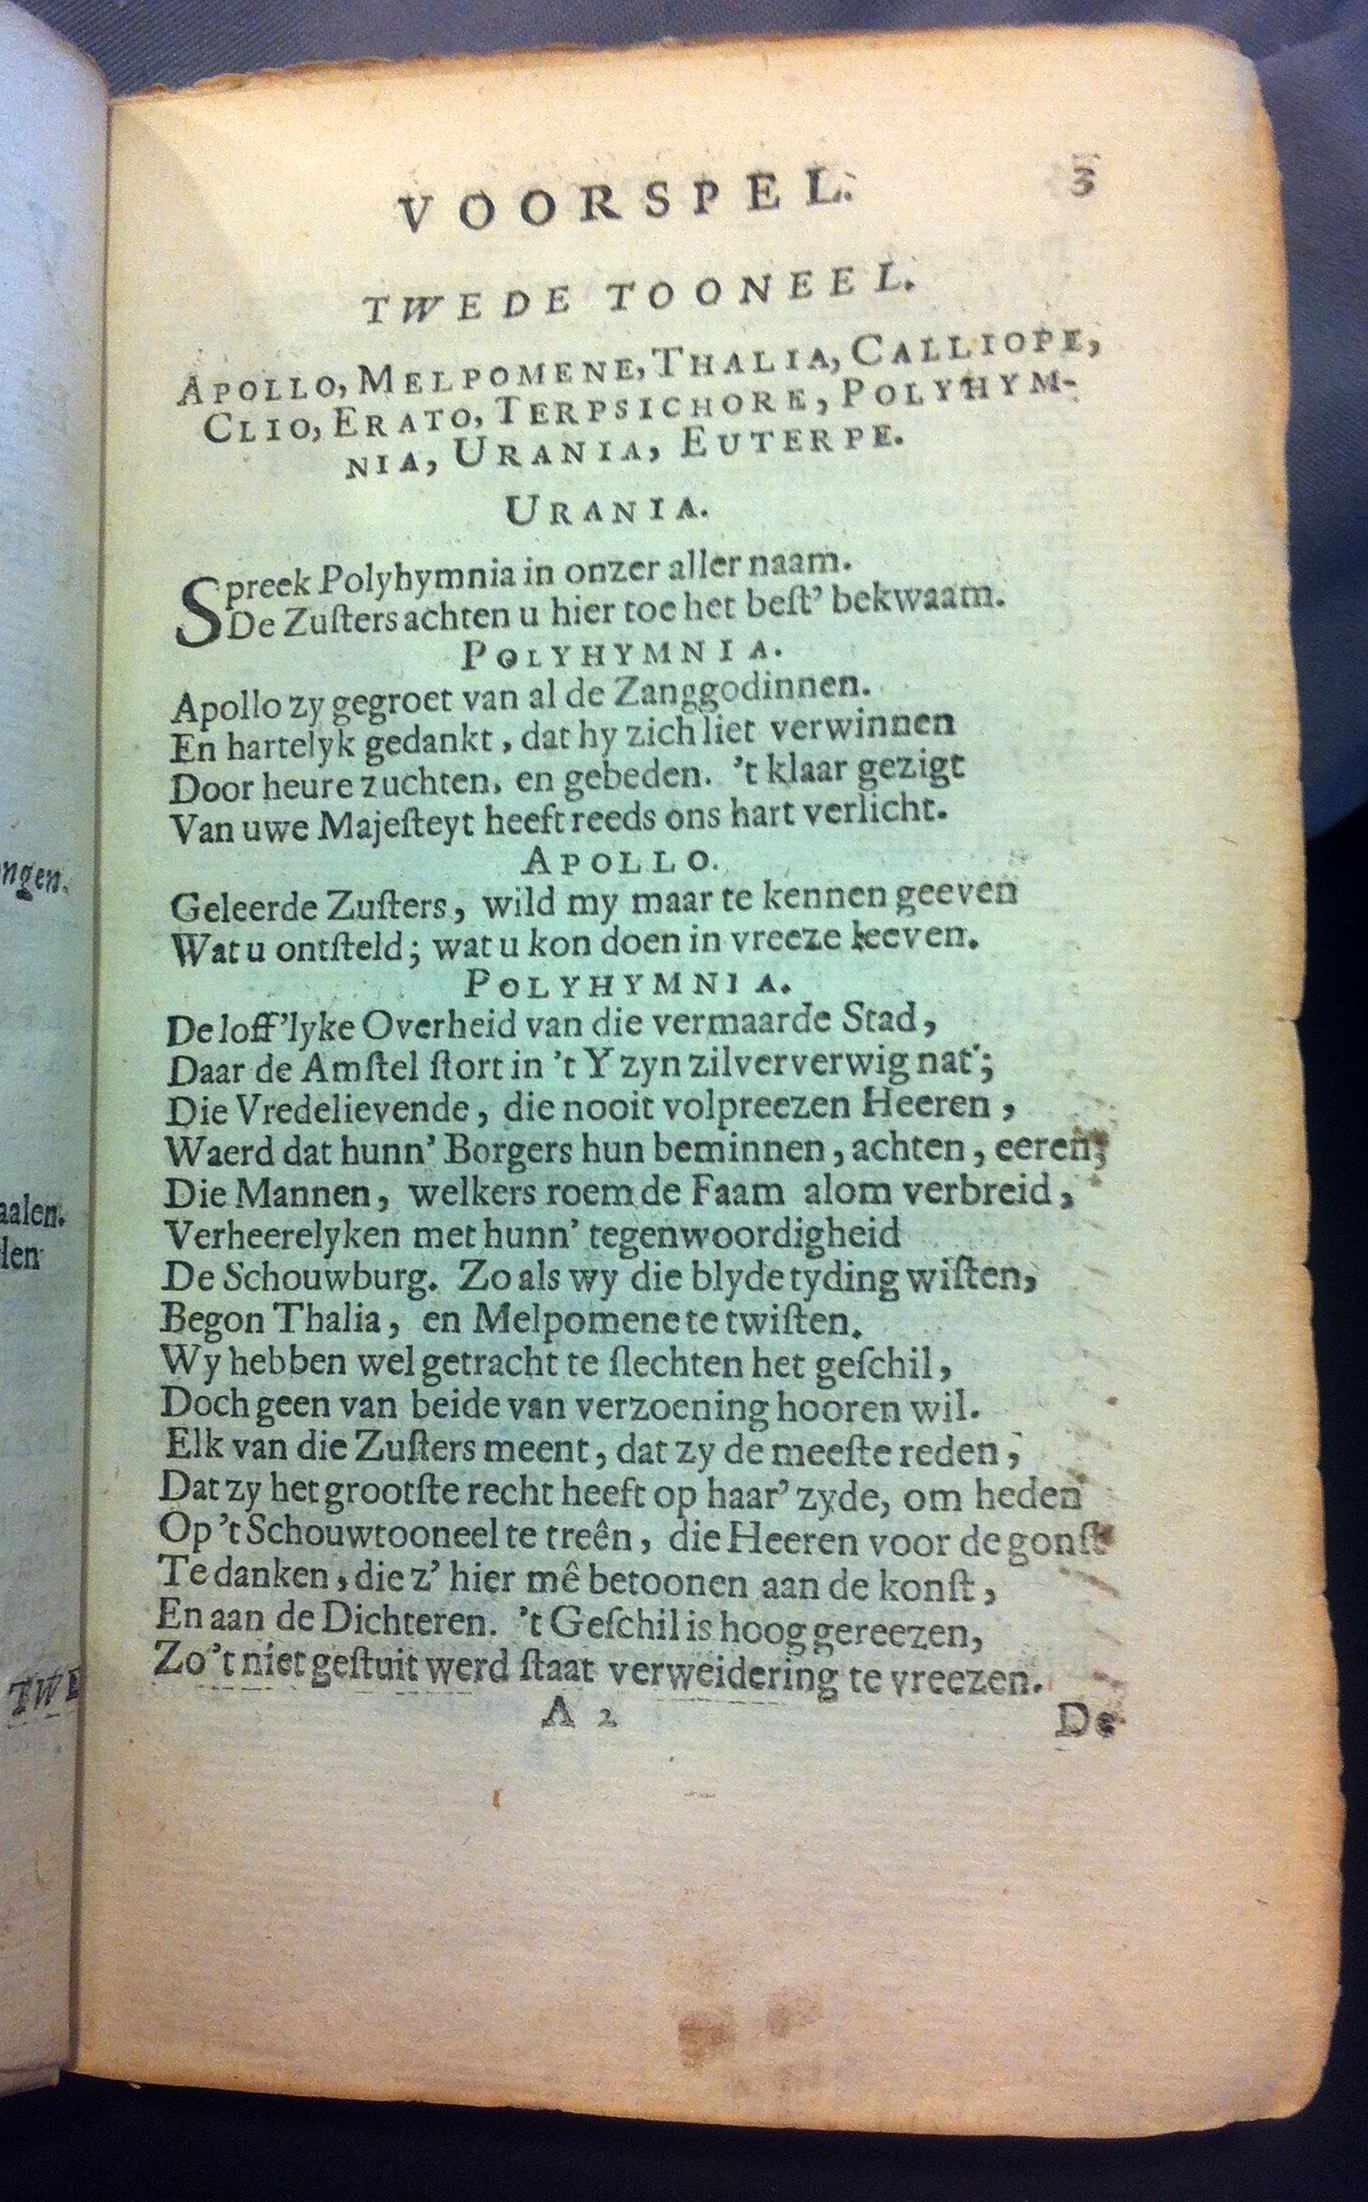 VOORSPEL. 3
TWEDE TOONEEL.
APOLLO, MELPOMENE, THALIA, CALLIOPE,
CLIO, ERATO, TERPSICHORE, POLYHYM-
NIA, URANIA, EUTERPE.
URANIA.
Spreek Polyhymnia in onzer aller naam.
De Zuſters achten u hier toe het beſt' bekwaam.
POLYHYMNIA.
Apollo zy gegroet van al de Zanggodinnen.
En hartelyk gedankt, dat hy zich liet verwinnen
Door heure zuchten, en gebeden. 't klaar gezigt
Van uwe Majeſteyt heeft reeds ons hart verlicht.
APOLLO.
Geleerde Zuſters, wild my maar te kennen geeven
Wat u ontſteld; wat u kon doen in vreeze leeven.
POLYHYMNIA.
De loff'lyke Overheid van die vermaarde Stad,
Daar de Amſtel ſtort in 't Y zyn zilververwig nat;
Die Vredelievende, die nooit volpreezen Heeren,
Waerd dat hunn' Borgers hun beminnen, achten, eeren;
Die Mannen, welkers roem de Faam alom verbreid,
Verheerelyken met hunn' tegenwoordigheid
De Schouwburg. Zo als wy die blyde tyding wiſten,
Begon Thalia, en Melpomene te twiſten.
Wy hebben wel getracht te ſlechten het geſchil,
Doch geen van beide van verzoening hooren wil.
Elk van die Zuſters meent, dat zy de meeſte reden,
Dat zy het grootſte recht heeft op haar' zyde, om heden
Op 't Schouwtooneel te treên, die Heeren voor de gonſt
Te danken, die z' hier mê betoonen aan de konſt,
En aan de Dichteren. 't Geſchil is hoog gereezen,
Zo 't niet geſtuit werd ſtaat verweidering te vreezen.
A 2 De
ngen.
aalen.
len
TWE